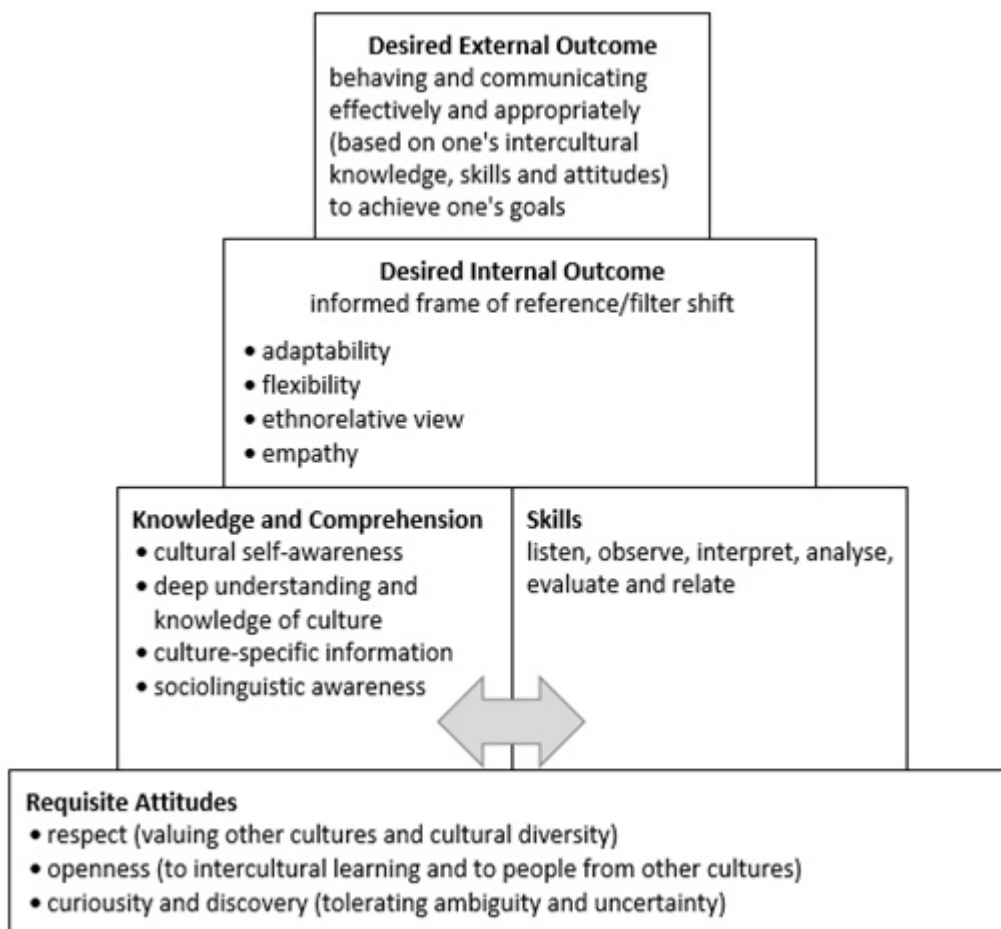 Desired External Outcome
behaving and communicating
effectively and appropriately
(based on one's intercultural
knowledge, skills and attitudes)
to achieve one's goals
Desired Internal Outcome
informed frame of reference/filter shift
• adaptability
• flexibility
• ethnorelative view
• empathy
Knowledge and Comprehension
• cultural self-awareness
• deep understanding and
knowledge of culture
• culture-specific information
• sociolinguistic awareness
Skills
listen, observe, interpret, analyse,
evaluate and relate
Requisite Attitudes
• respect (valuing other cultures and cultural diversity)
• openness (to intercultural learning and to people from other cultures)
• curiousity and discovery (tolerating ambiguity and uncertainty)